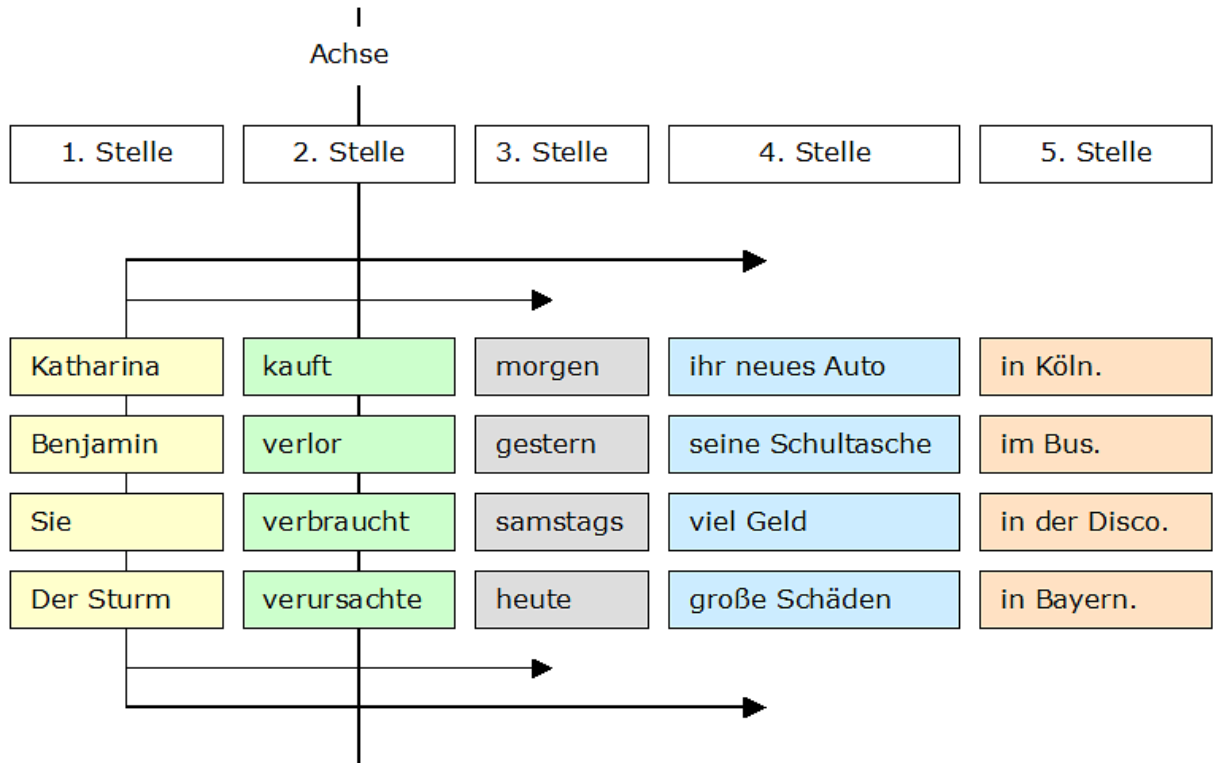 Achse
1. Stelle 2. Stelle 3. Stelle 4. Stelle 5. Stelle
Katharina kauft morgen ihr neues Auto in Köln.
Benjamin verlor gestern seine Schultasche im Bus.
Sie verbraucht samstags viel Geld in der Disco.
Der Sturm verursachte heute große Schäden in Bayern.